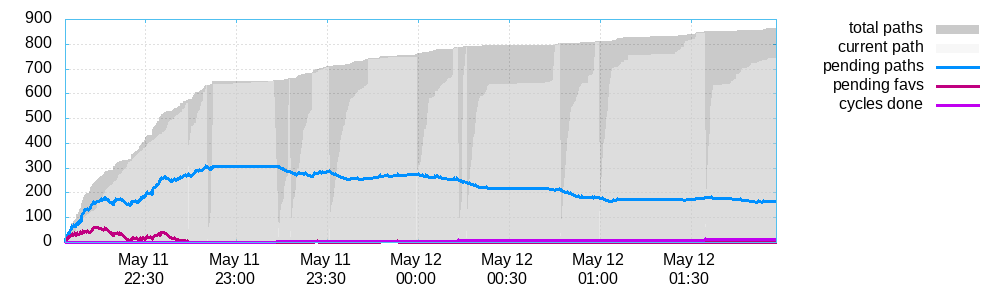 900
800
700
600
500
400
300
200
100
0
May 11 May 11 May 11 May 12 May 12 May 12 May 12
22:30 23:00 23:30 00:00 00:30 01:00 01:30
total paths
current path
pending paths
pending favs
cycles done